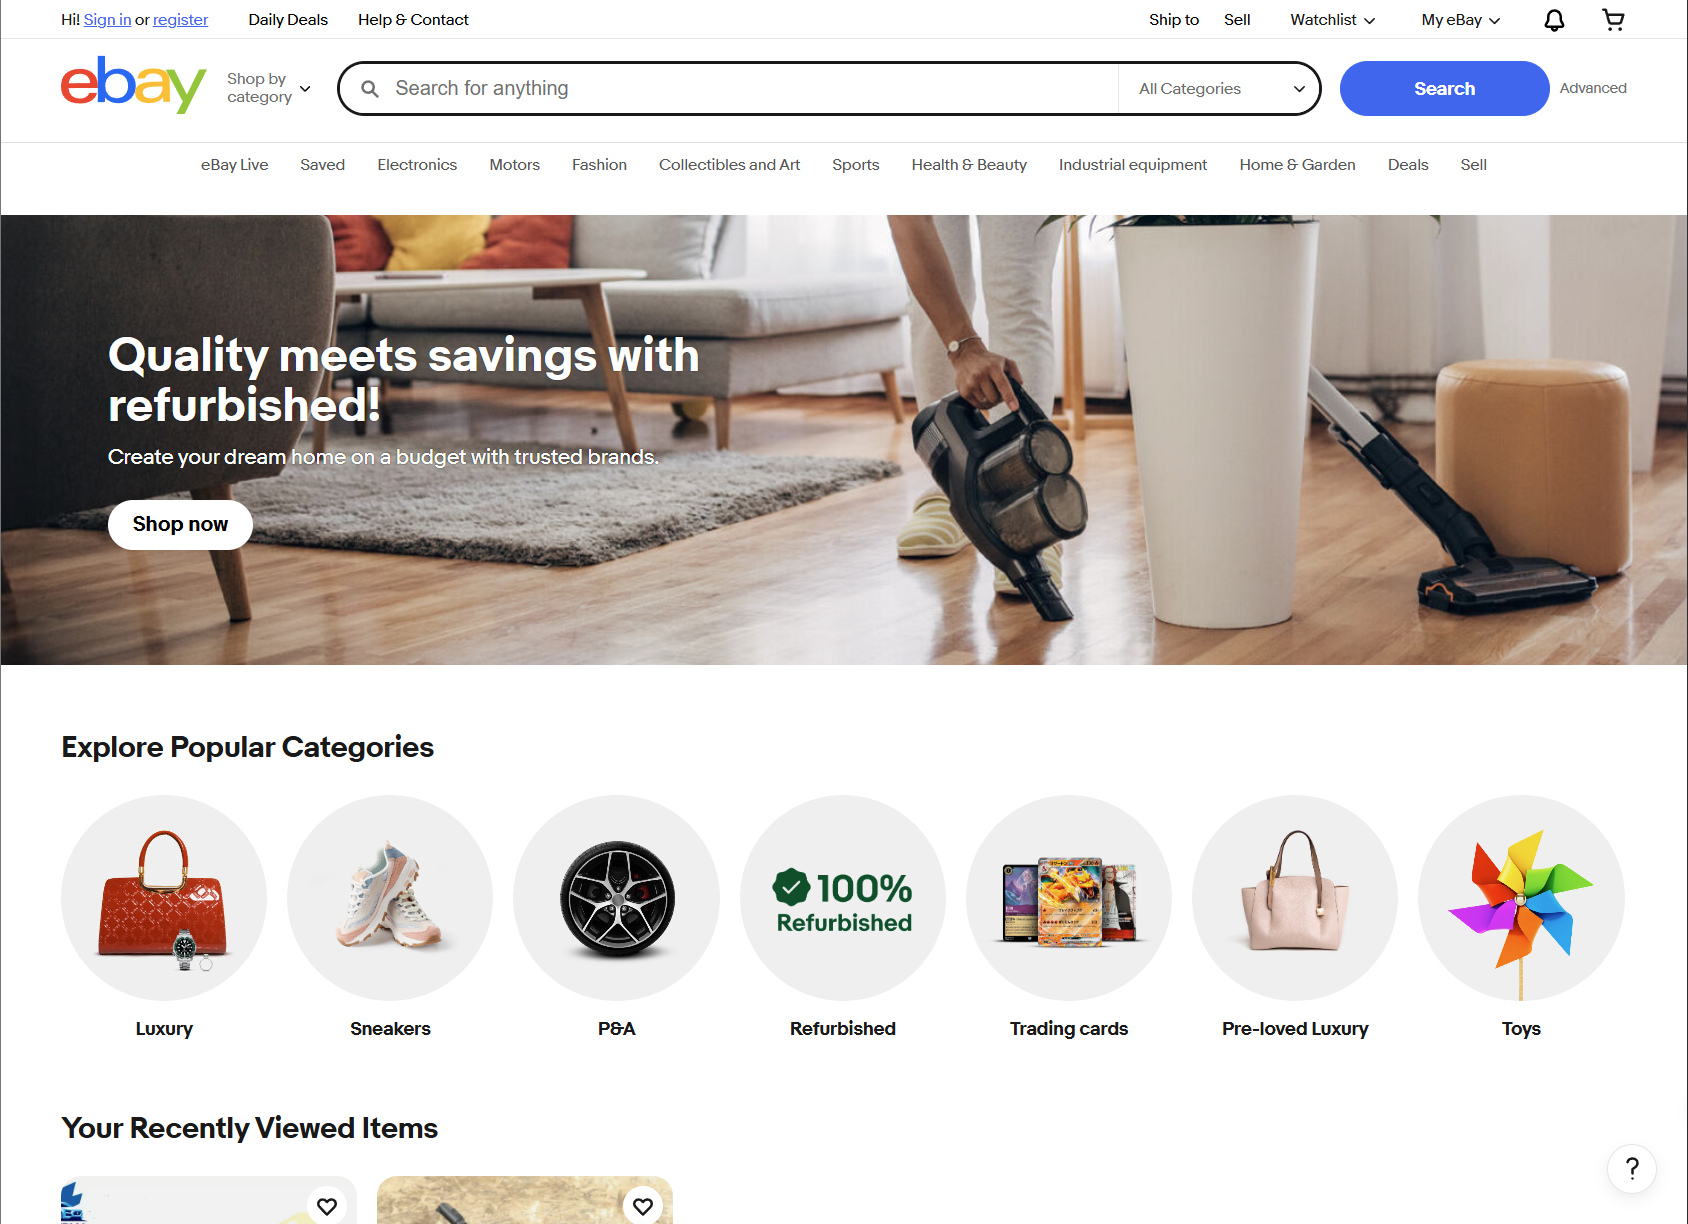 Hi! Sign in or register
Daily Deals
Help & Contact
Ship to
Sell
Watchlist
My eBay
ebay
Shop by
category
Search for anything
All Categories
Search
Advanced
eBay Live
Saved
Electronics
Motors
Fashion
Collectibles and Art
Sports
Health & Beauty
Industrial equipment
Home & Garden
Deals
Sell
Quality meets savings with
refurbished!
Create your dream home on a budget with trusted brands.
Shop now
Explore Popular Categories
100%
Refurbished
Luxury
Sneakers
P&A
Refurbished
Trading cards
Pre-loved Luxury
Toys
Your Recently Viewed Items
?